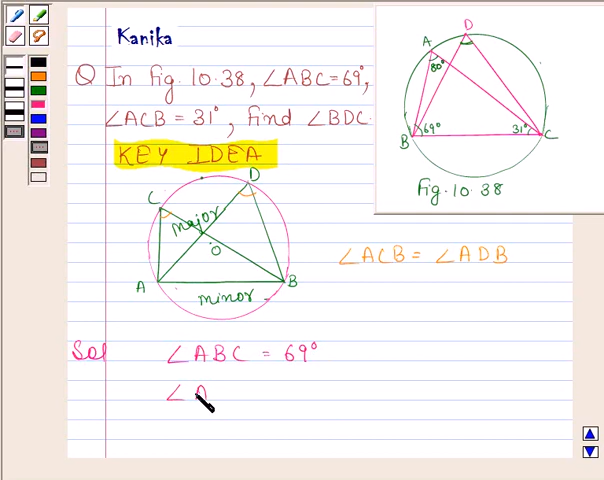 Kanika
Q In Fig. 10.38, ∠ABC = 69°,
∠ACB = 31°, find ∠BDC.
KEY IDEA
C
D
major
O
A
B
minor
∠ACB = ∠ADB
Sol ∠ABC = 69°
∠A
D
A
80°
B
69°
31°
C
Fig. 10.38